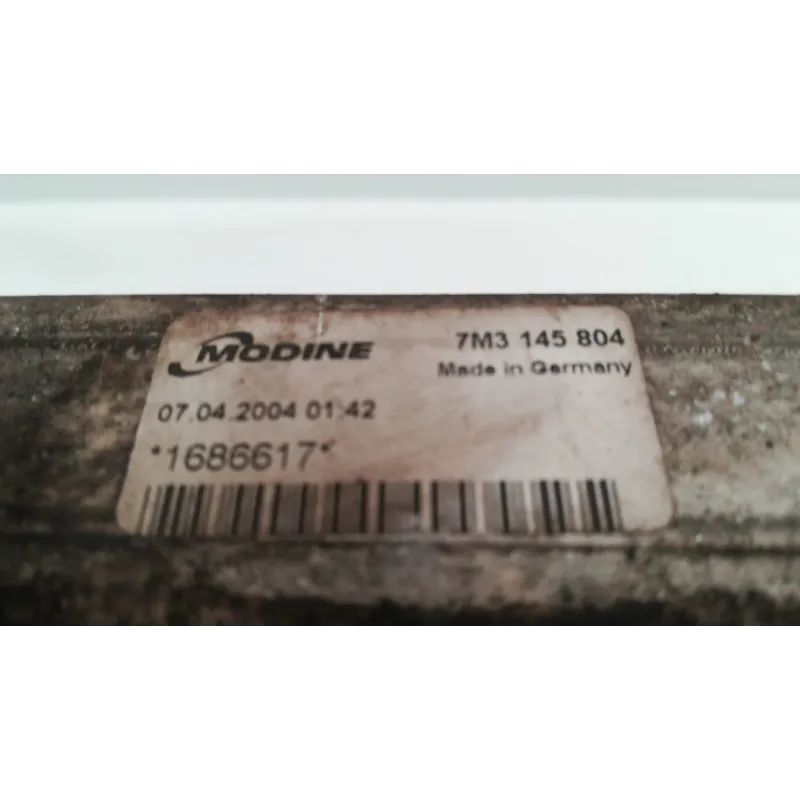 MODINE
7M3 145 804
Made in Germany
07.04.2004 01:42
*1686617*